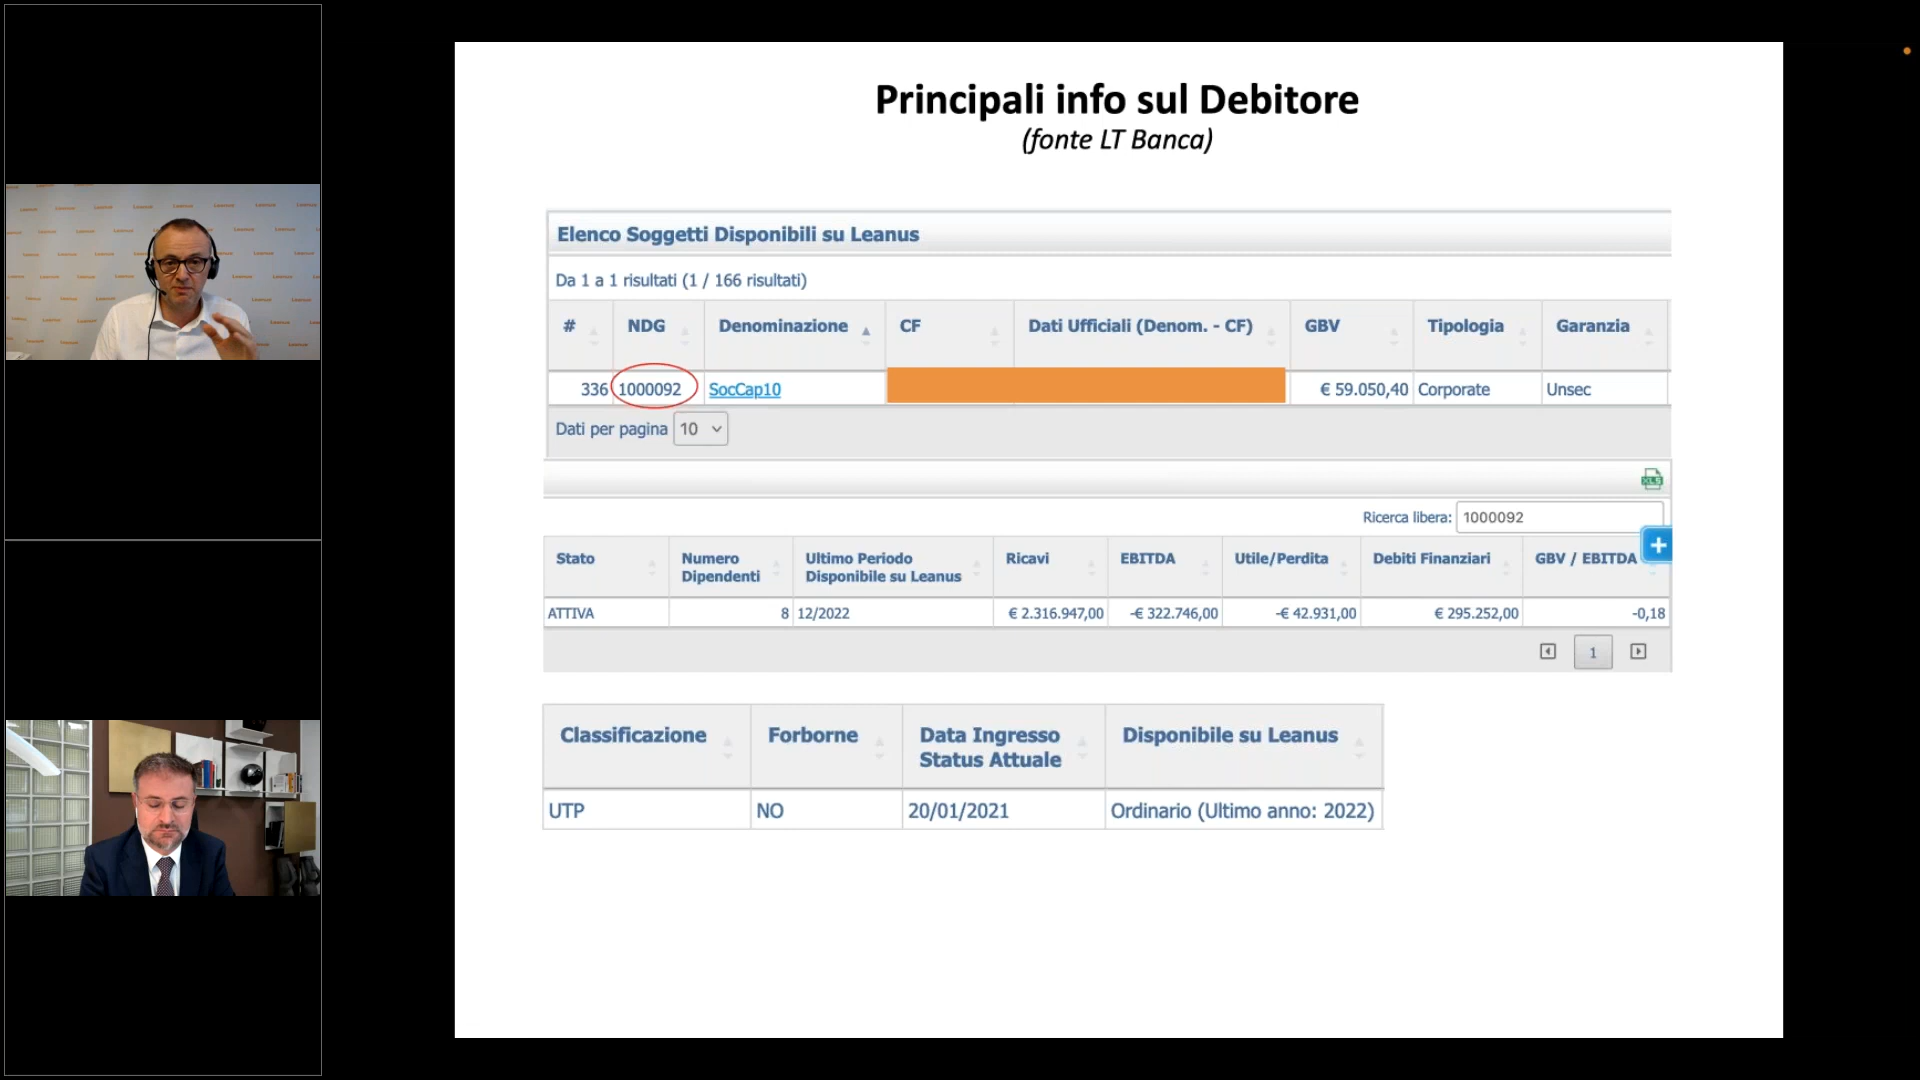 Principali info sul Debitore
(fonte LT Banca)
Elenco Soggetti Disponibili su Leanus
Da 1 a 1 risultati (1 / 166 risultati)
# NDG Denominazione CF Dati Ufficiali (Denom. - CF) GBV Tipologia Garanzia
336 1000092 SocCap10 € 59.050,40 Corporate Unsec
Dati per pagina 10
XLS
Ricerca libera: 1000092
+
Stato Numero Dipendenti Ultimo Periodo Disponibile su Leanus Ricavi EBITDA Utile/Perdita Debiti Finanziari GBV / EBITDA
ATTIVA 8 12/2022 € 2.316.947,00 -€ 322.746,00 -€ 42.931,00 € 295.252,00 -0,18
1
Classificazione Forborne Data Ingresso Status Attuale Disponibile su Leanus
UTP NO 20/01/2021 Ordinario (Ultimo anno: 2022)